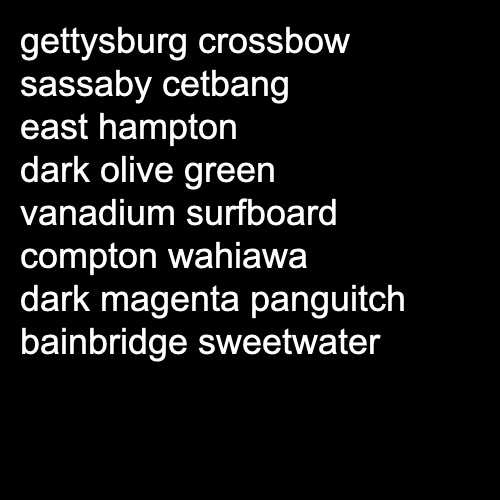 gettysburg crossbow
sassaby cetbang
east hampton
dark olive green
vanadium surfboard
compton wahiawa
dark magenta panguitch
bainbridge sweetwater